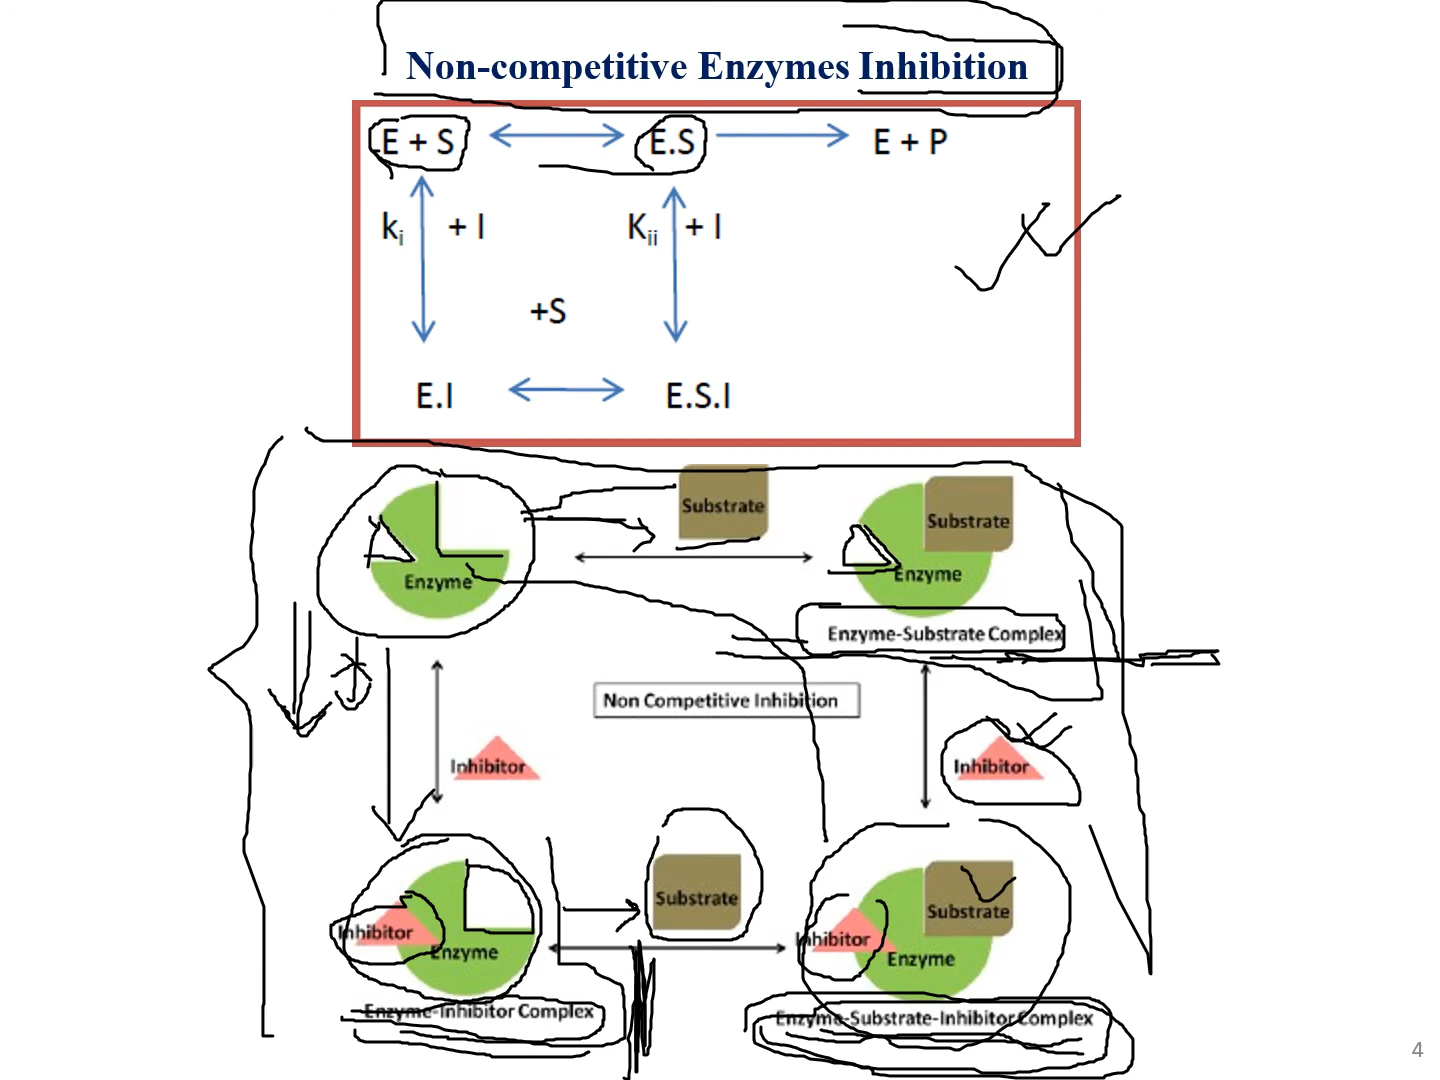 Non-competitive Enzymes Inhibition
E + S E.S E + P
ki + I Kii + I
+S
E.I E.S.I
Substrate
Substrate
Enzyme
Enzyme
Enzyme-Substrate Complex
Non Competitive Inhibition
Inhibitor
Inhibitor
Substrate
Substrate
Inhibitor
Inhibitor
Enzyme
Enzyme
Enzyme-Inhibitor Complex
Enzyme-Substrate-Inhibitor Complex
4